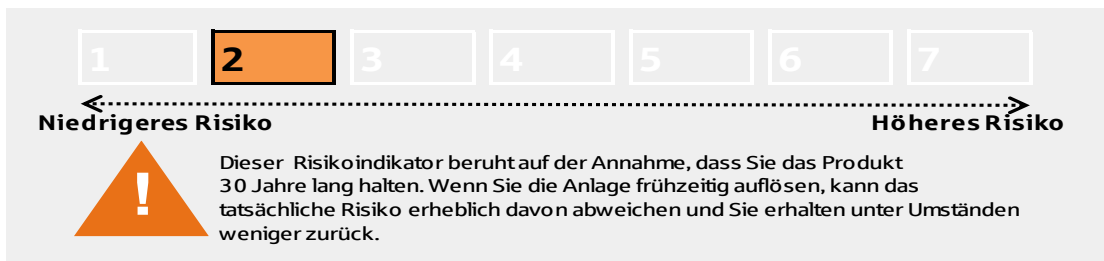 1 2 3 4 5 6 7
Niedrigeres Risiko Höheres Risiko
!
Dieser Risikoindikator beruht auf der Annahme, dass Sie das Produkt
30 Jahre lang halten. Wenn Sie die Anlage frühzeitig auflösen, kann das
tatsächliche Risiko erheblich davon abweichen und Sie erhalten unter Umständen
weniger zurück.